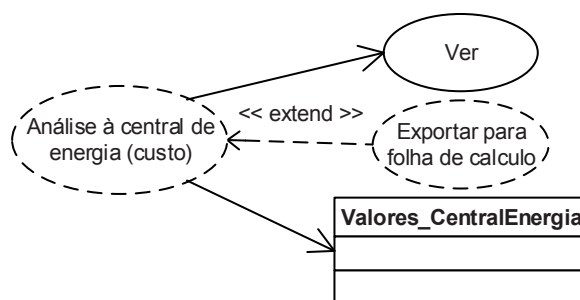 Ver
<< extend >>
Análise à central de
energia (custo)
Exportar para
folha de calculo
Valores_CentralEnergia